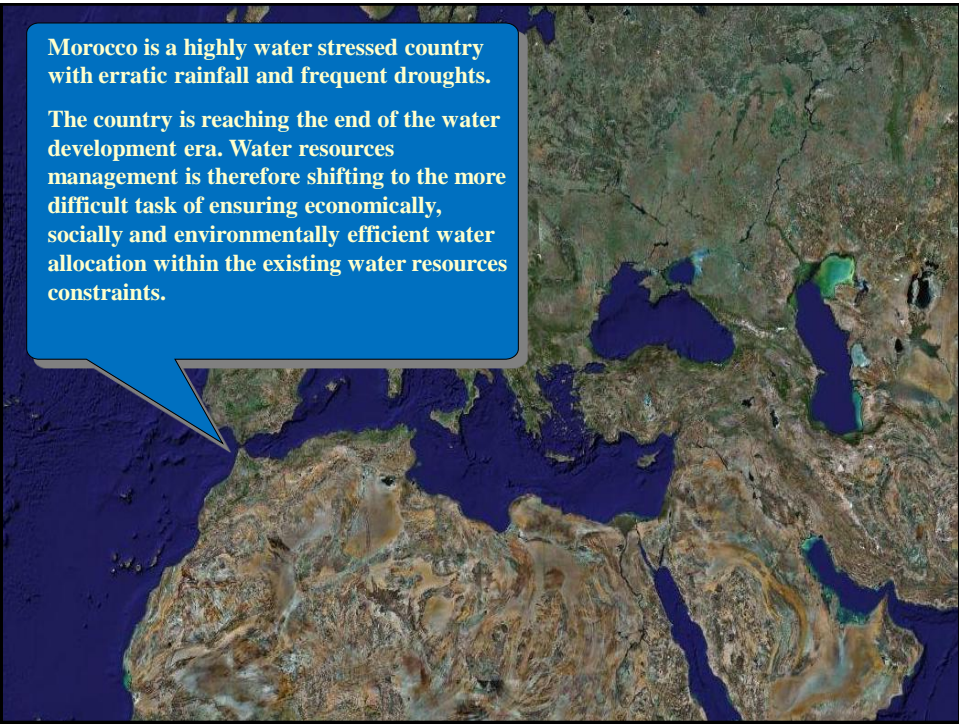 Morocco is a highly water stressed country
with erratic rainfall and frequent droughts.
The country is reaching the end of the water
development era. Water resources
management is therefore shifting to the more
difficult task of ensuring economically,
socially and environmentally efficient water
allocation within the existing water resources
constraints.